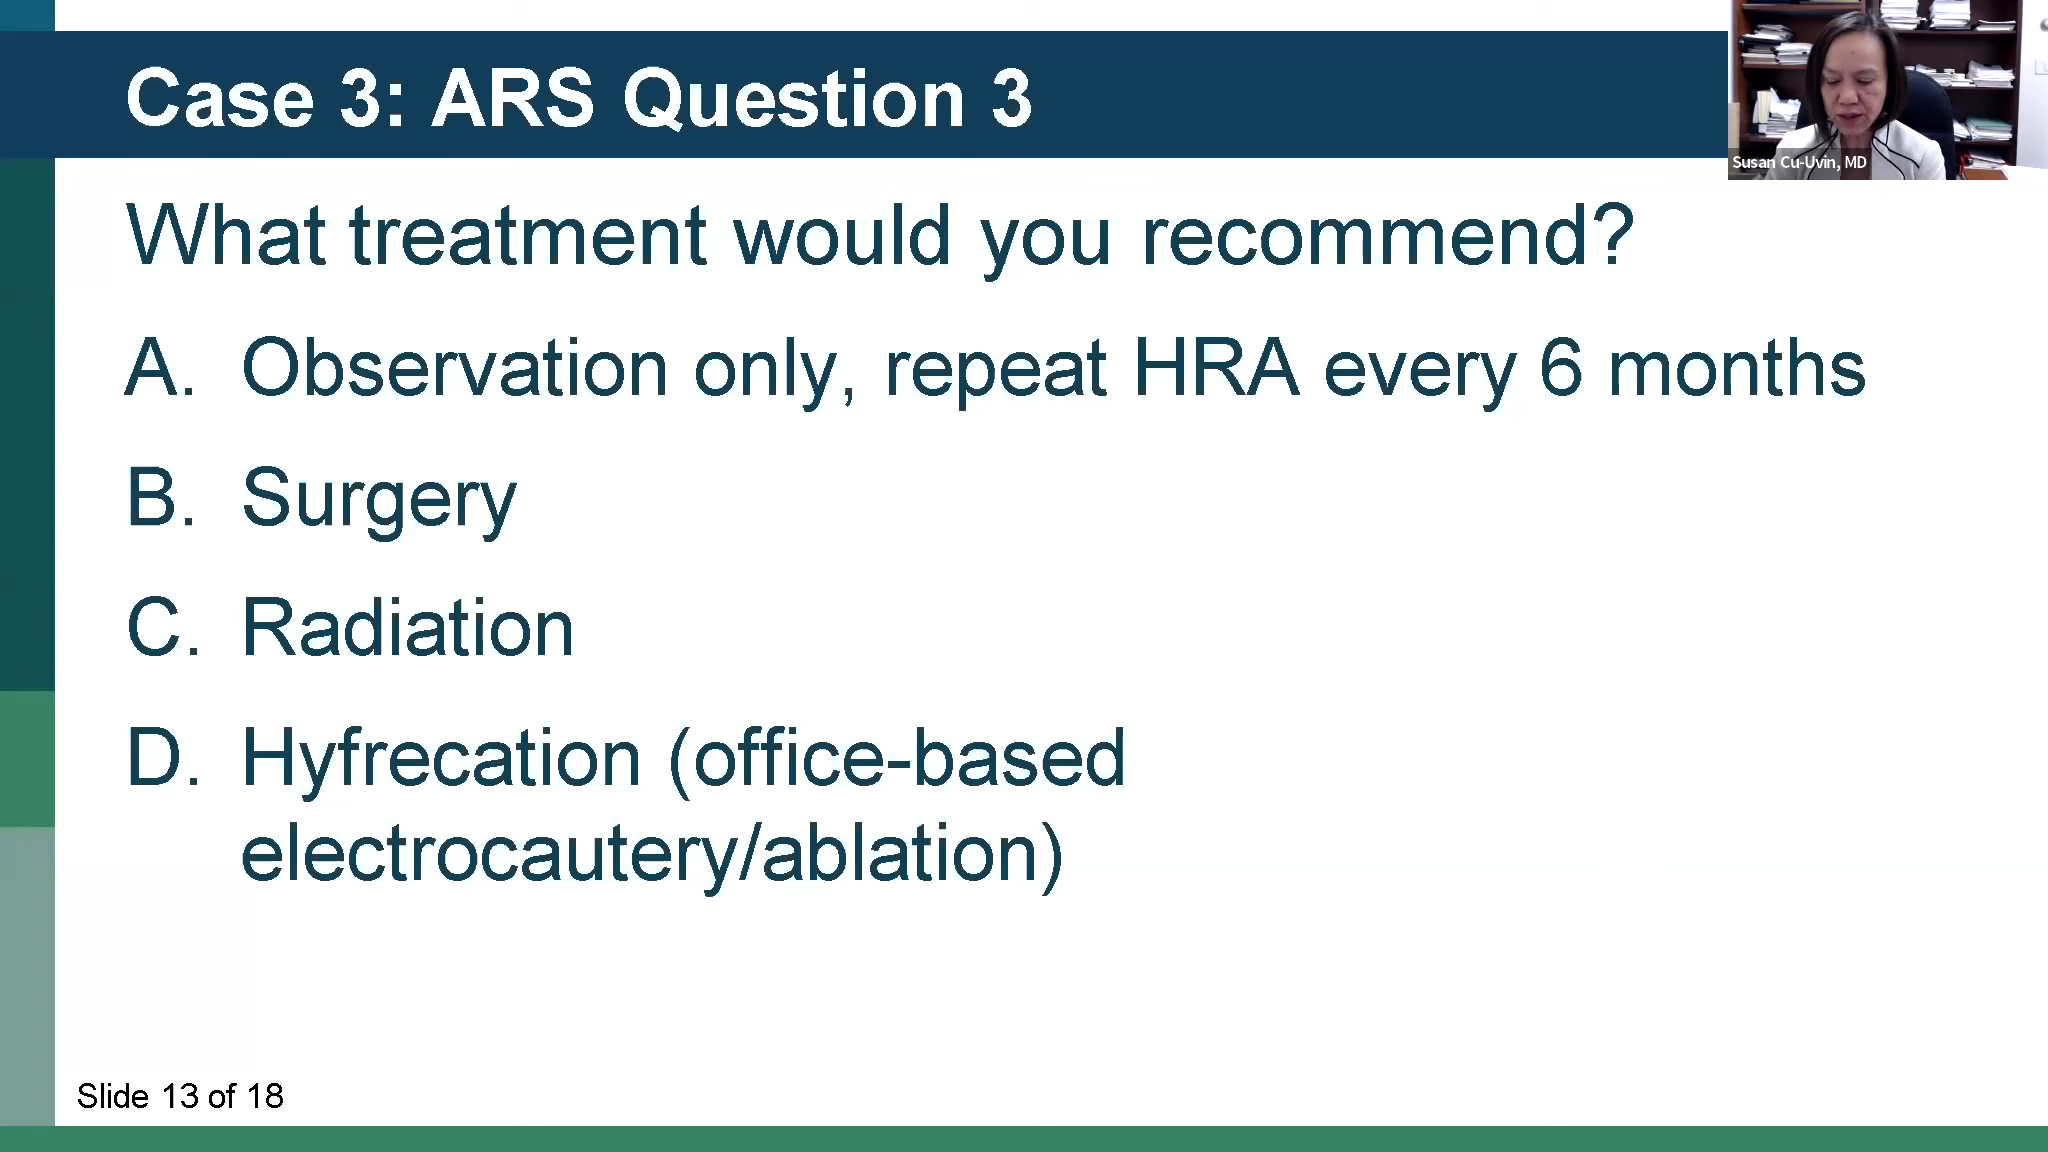 Case 3: ARS Question 3
Susan Cu-Uvin, MD
What treatment would you recommend?
A. Observation only, repeat HRA every 6 months
B. Surgery
C. Radiation
D. Hyfrecation (office-based
electrocautery/ablation)
Slide 13 of 18